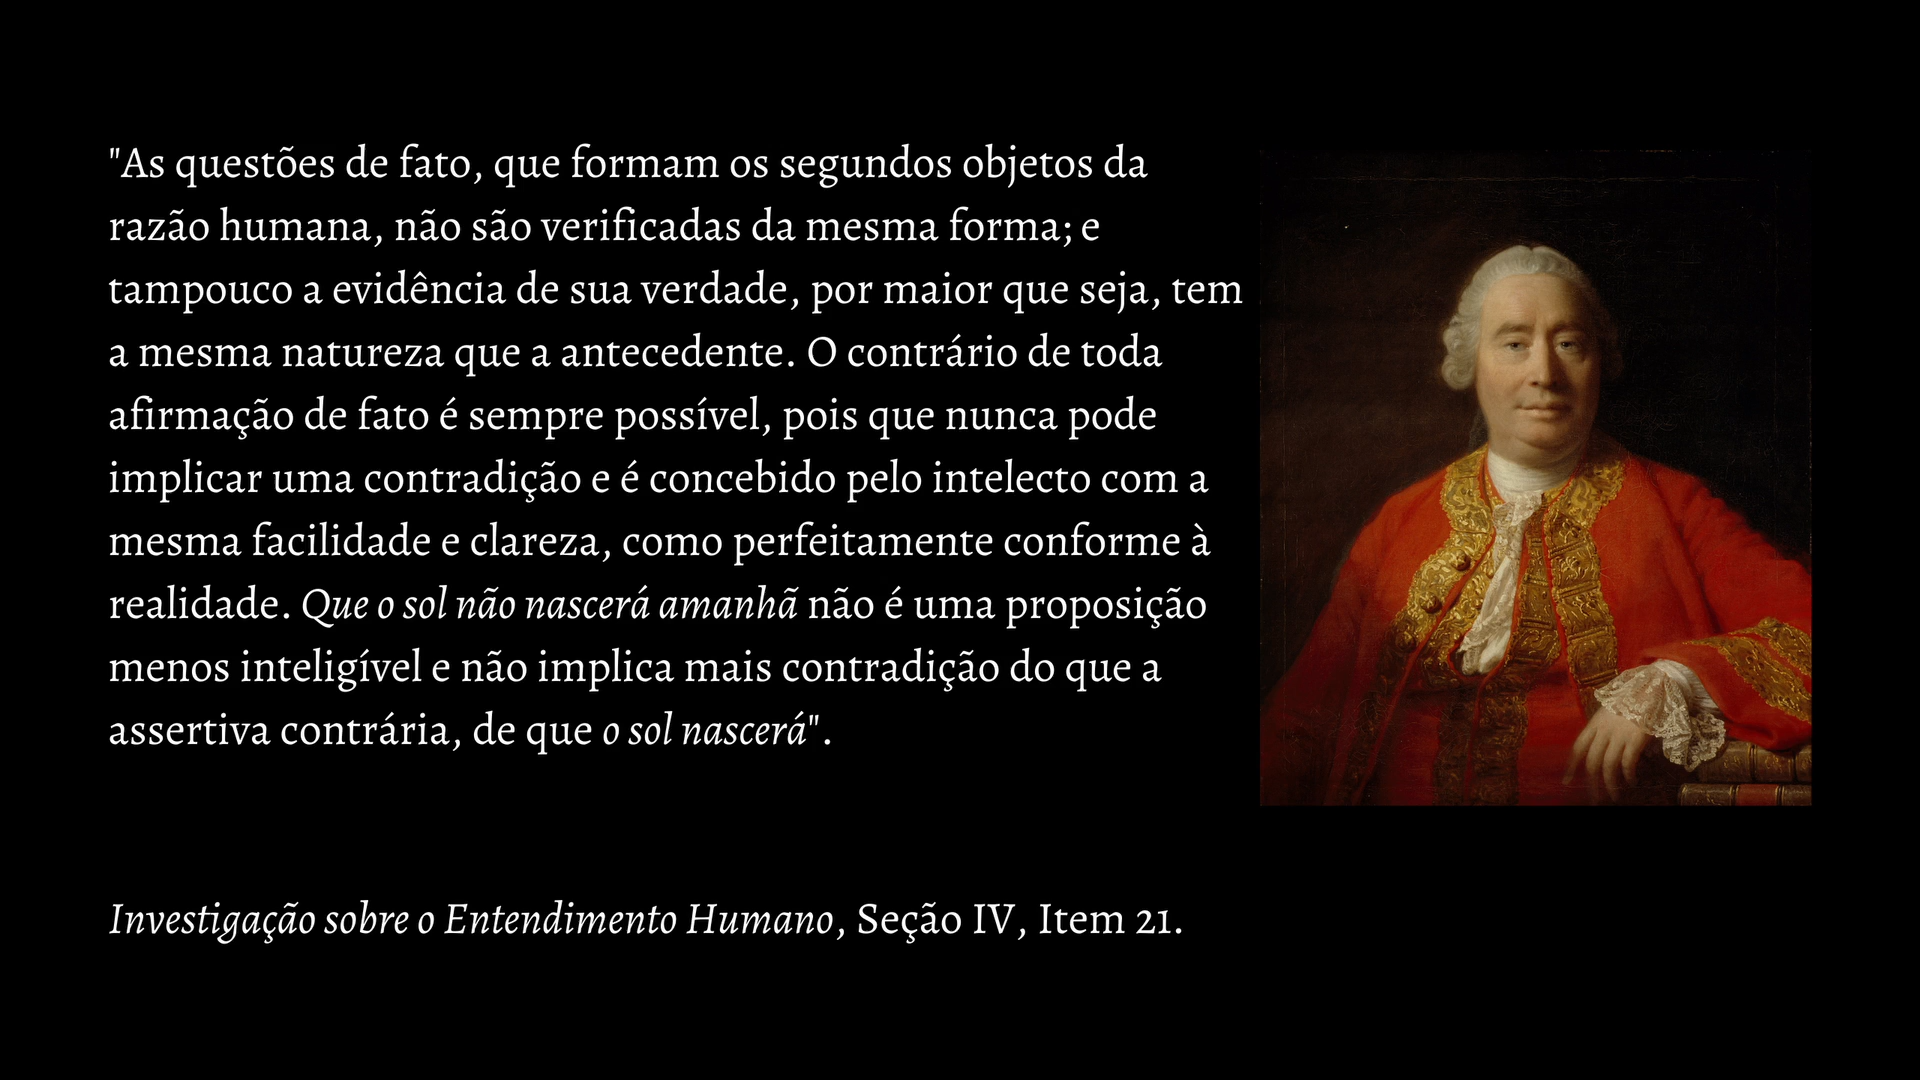 "As questões de fato, que formam os segundos objetos da
razão humana, não são verificadas da mesma forma; e
tampouco a evidência de sua verdade, por maior que seja, tem
a mesma natureza que a antecedente. O contrário de toda
afirmação de fato é sempre possível, pois que nunca pode
implicar uma contradição e é concebido pelo intelecto com a
mesma facilidade e clareza, como perfeitamente conforme à
realidade. Que o sol não nascerá amanhã não é uma proposição
menos inteligível e não implica mais contradição do que a
assertiva contrária, de que o sol nascerá".
Investigação sobre o Entendimento Humano, Seção IV, Item 21.